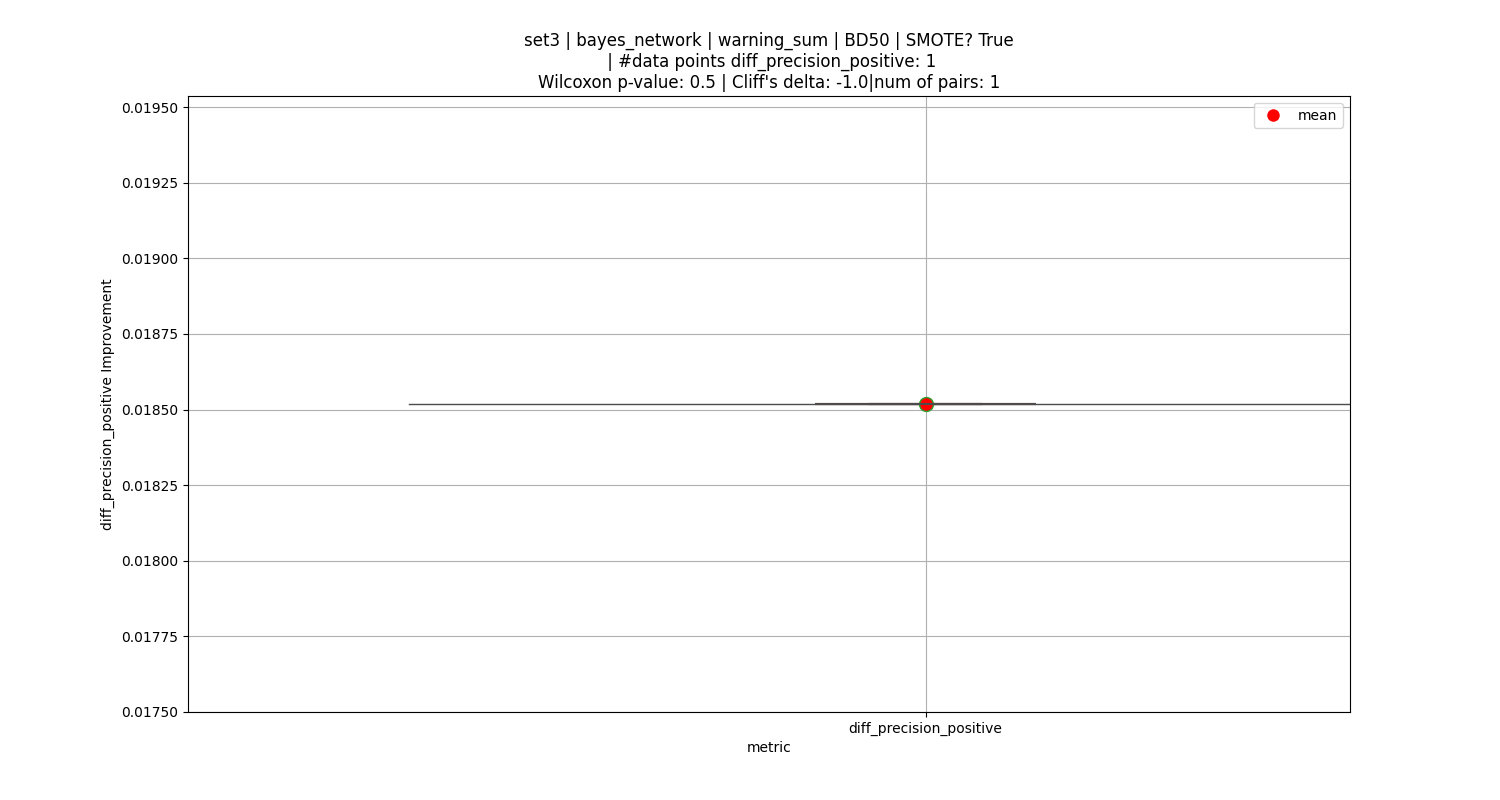 set3 | bayes_network | warning_sum | BD50 | SMOTE? True
| #data points diff_precision_positive: 1
Wilcoxon p-value: 0.5 | Cliff's delta: -1.0|num of pairs: 1
mean
0.01950
0.01925
0.01900
0.01875
0.01850
0.01825
0.01800
0.01775
0.01750
diff_precision_positive Improvement
diff_precision_positive
metric